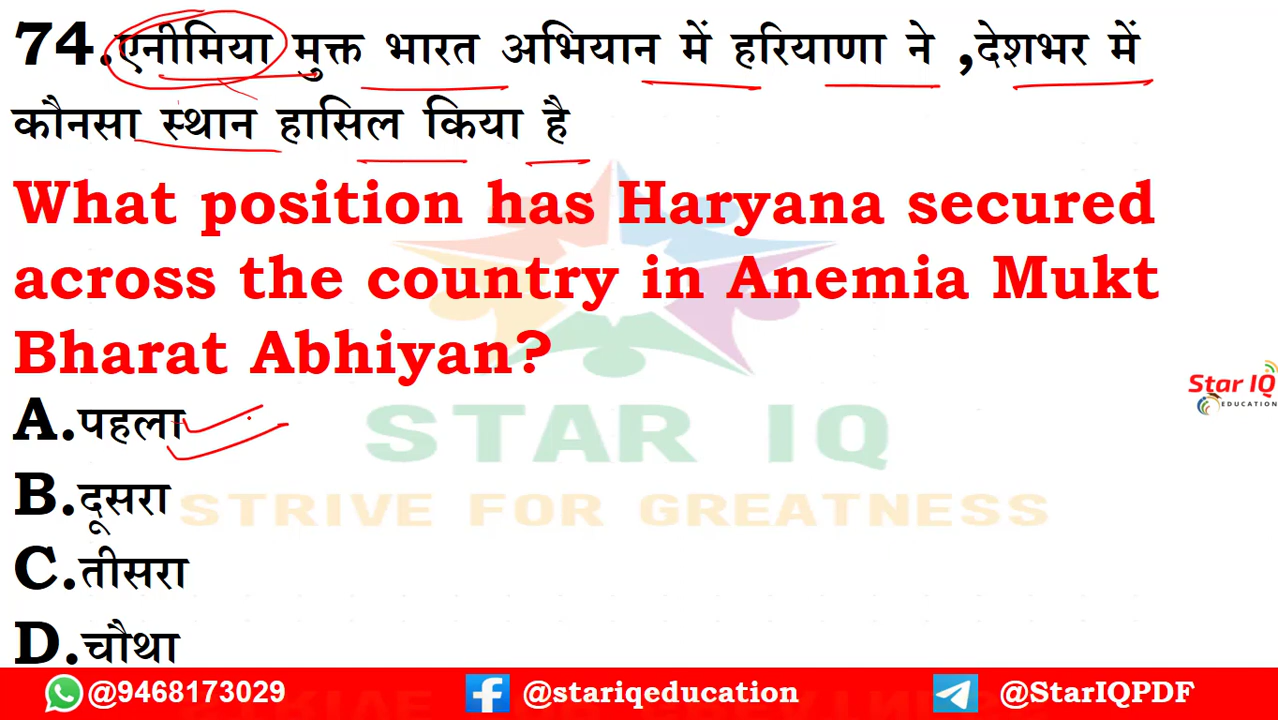 74.एनीमिया मुक्त भारत अभियान में हरियाणा ने ,देशभर में
कौनसा स्थान हासिल किया है
What position has Haryana secured
across the country in Anemia Mukt
Bharat Abhiyan?
A.पहला
B.दूसरा
C.तीसरा
D.चौथा
STAR IQ
STRIVE FOR GREATNESS
Star IQ
EDUCATION
@9468173029 @stariqeducation @StarIQPDF